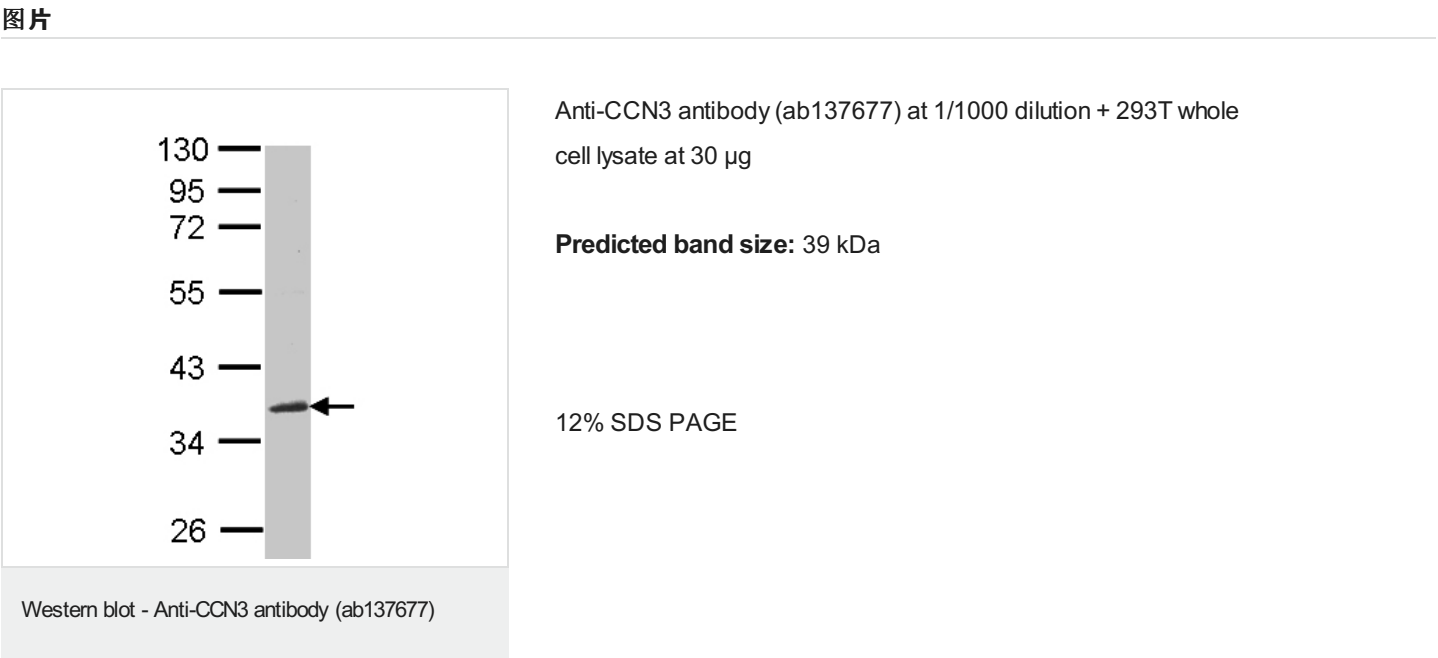 图片
130
95
72
55
43
34
26
Western blot - Anti-CCN3 antibody (ab137677)
Anti-CCN3 antibody (ab137677) at 1/1000 dilution + 293T whole
cell lysate at 30 µg
Predicted band size: 39 kDa
12% SDS PAGE